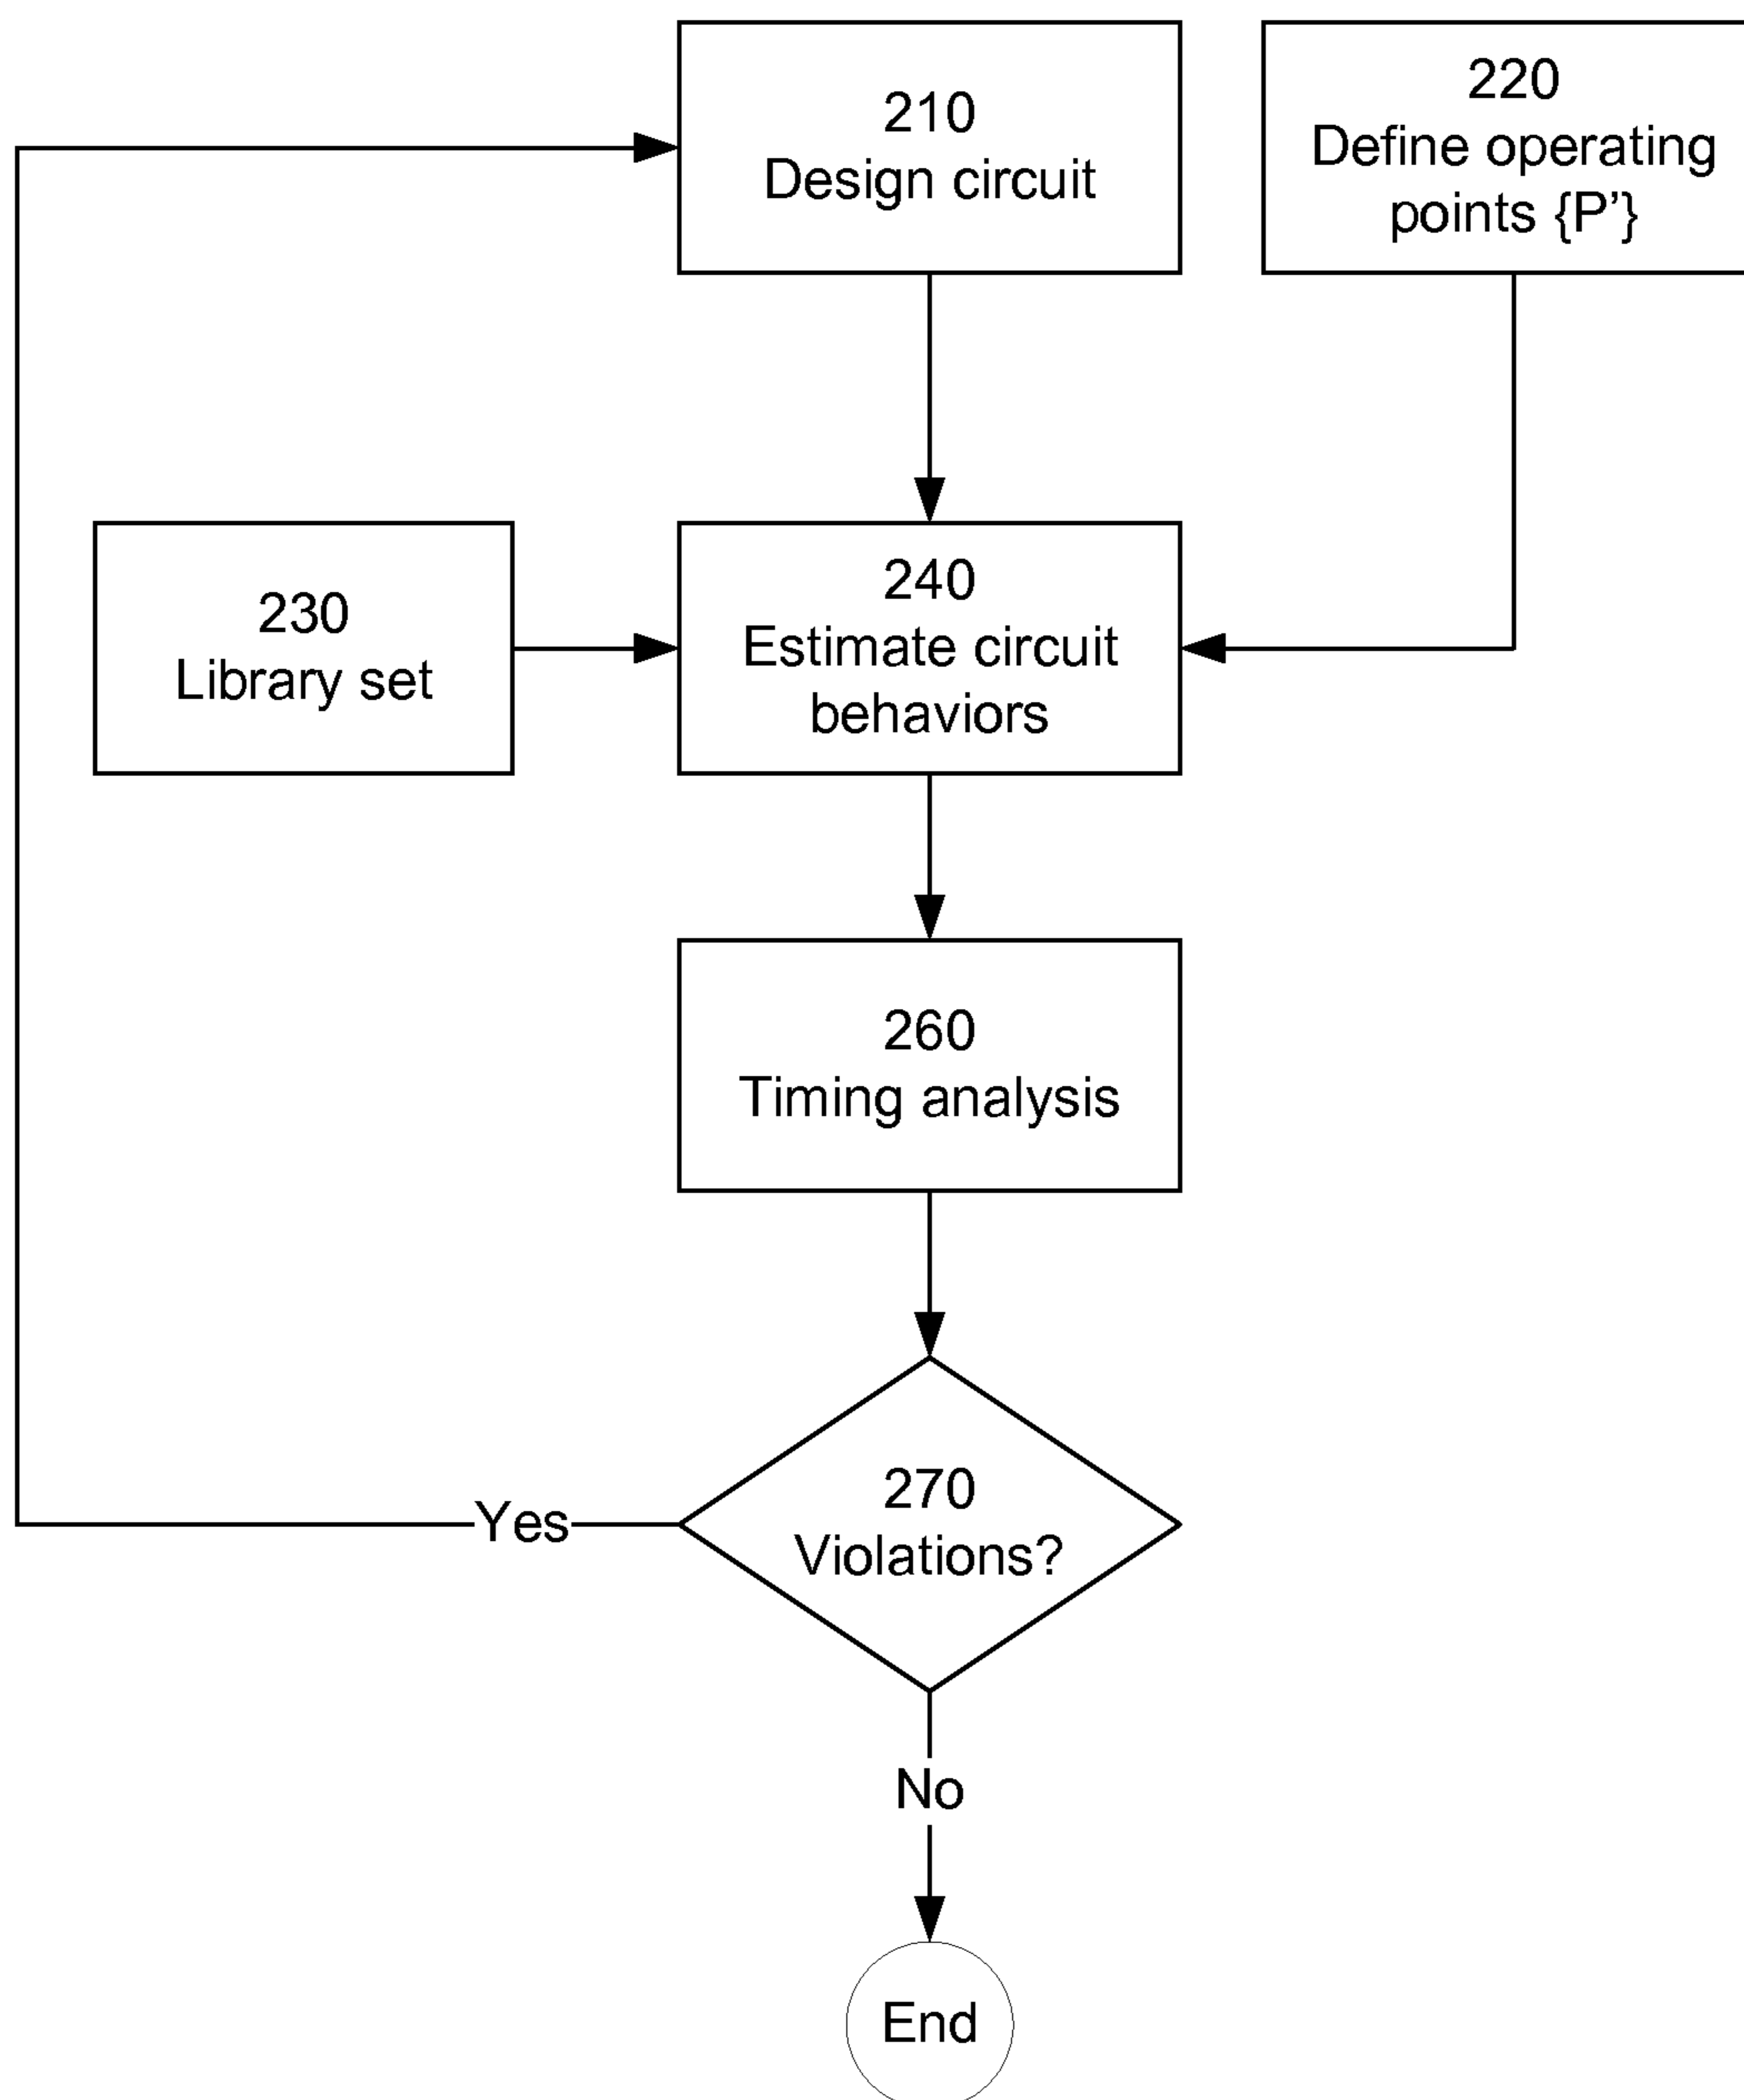 210
Design circuit
220
Define operating
points {P’}
230
Library set
240
Estimate circuit
behaviors
260
Timing analysis
270
Violations?
Yes
No
End